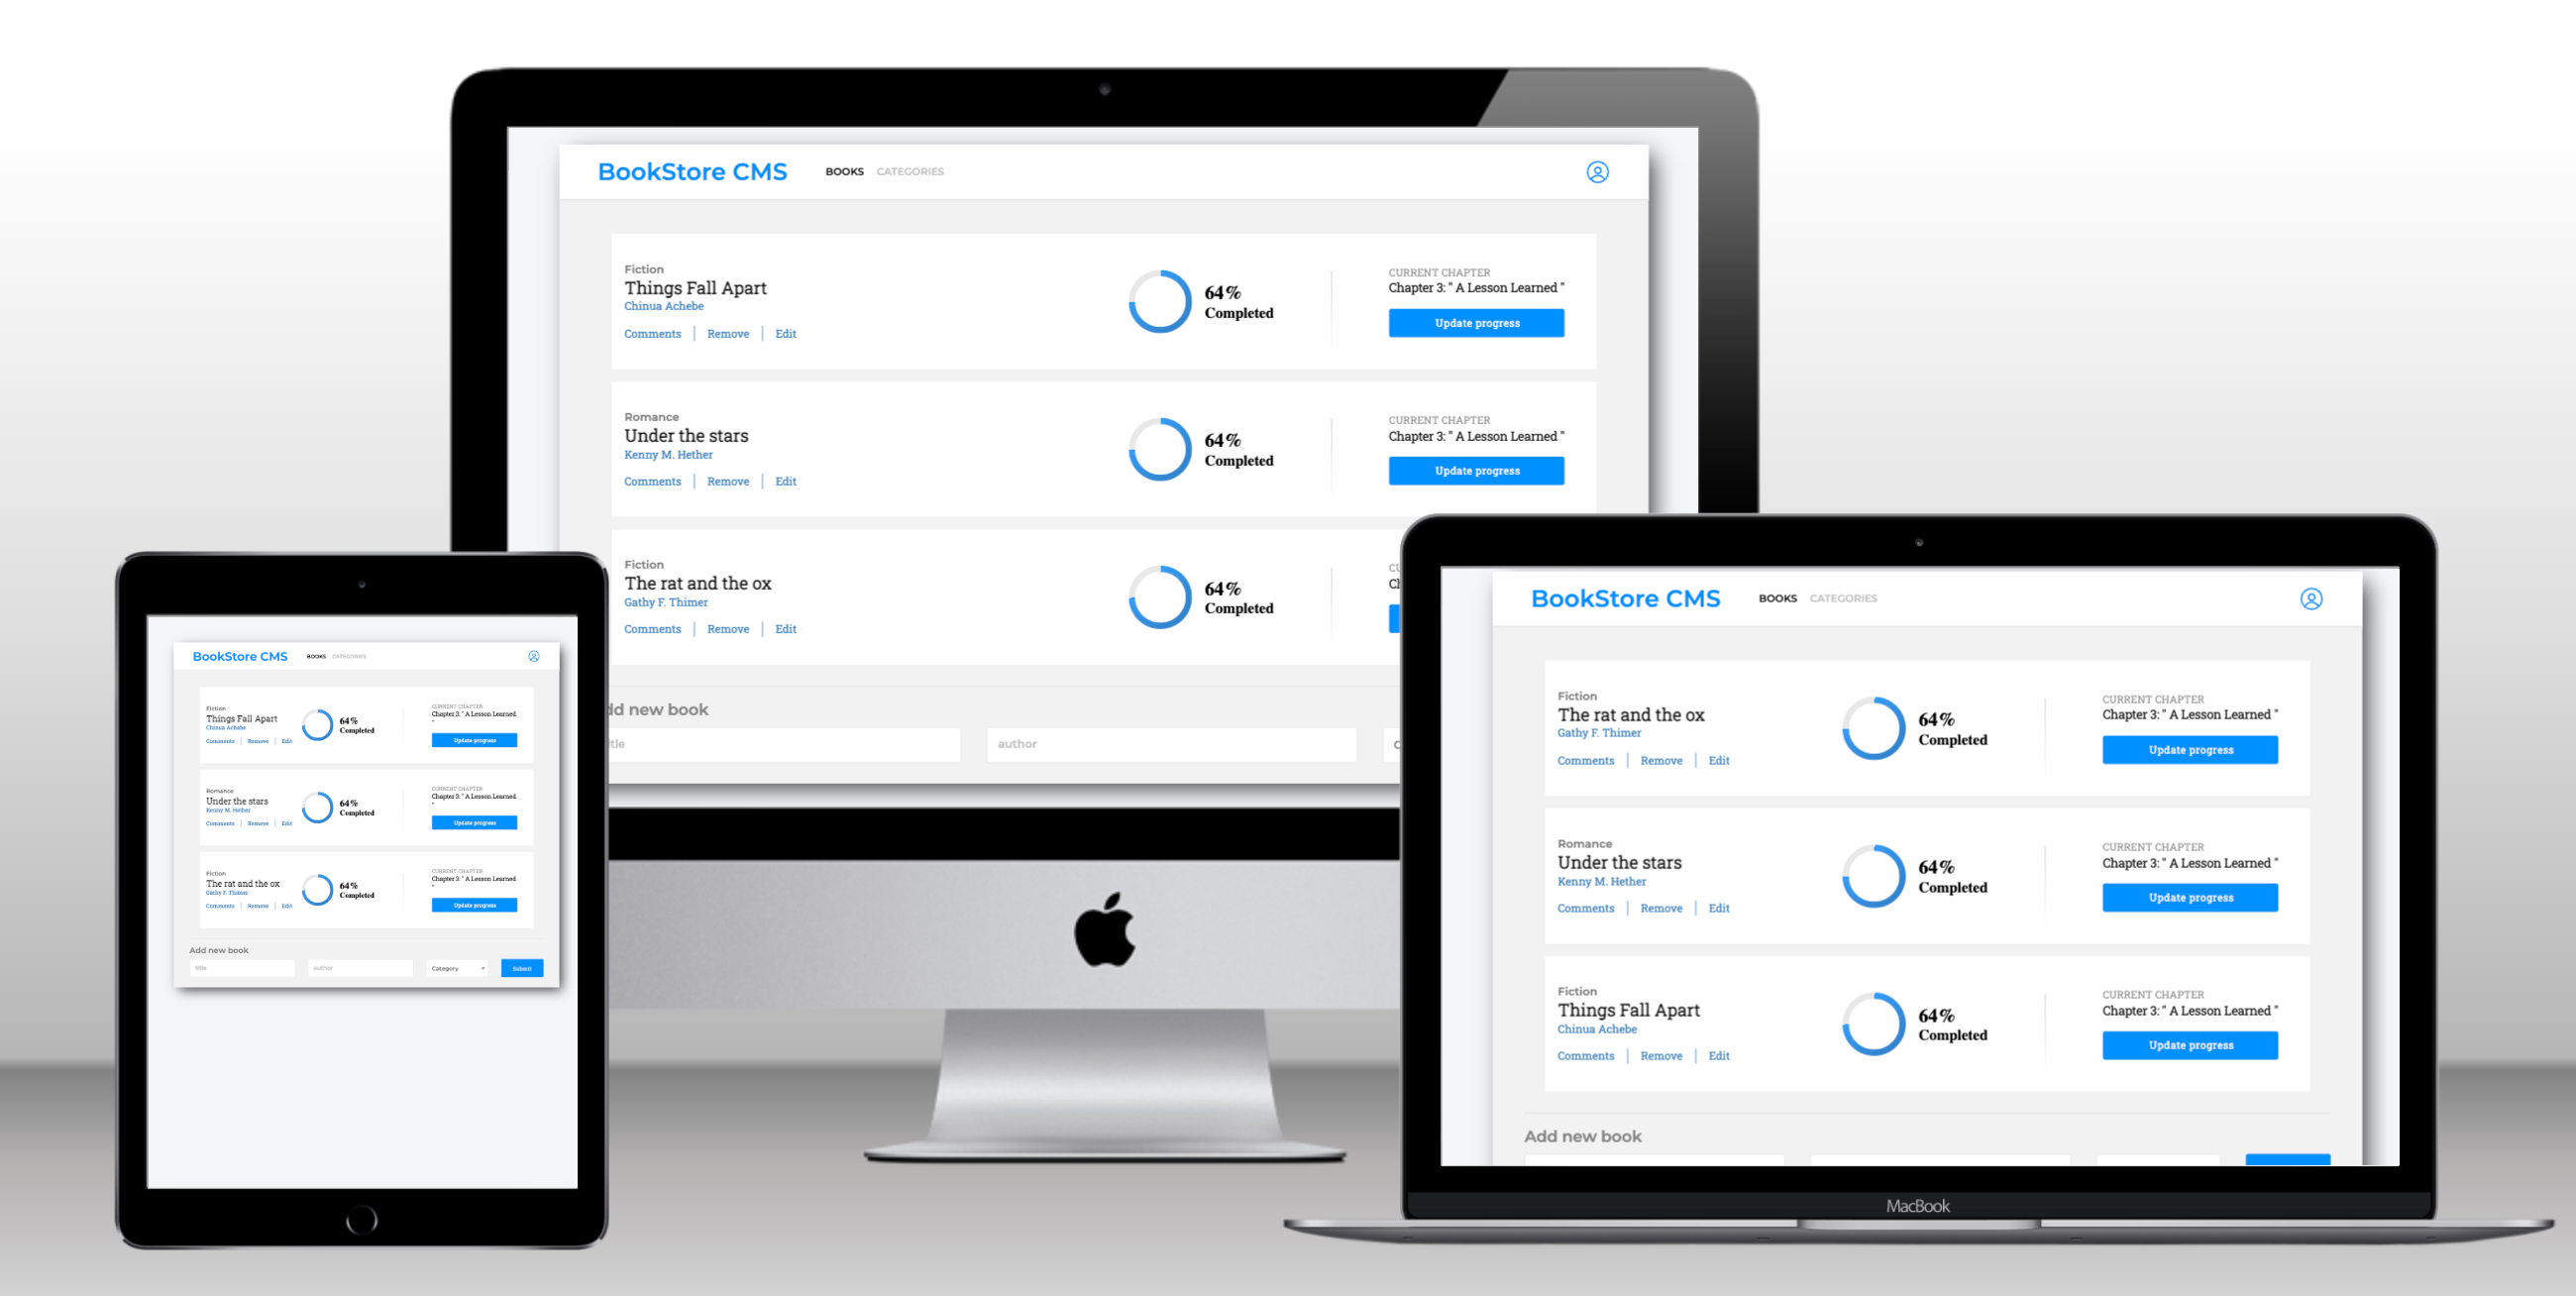 BookStore CMS BOOKS CATEGORIES
Fiction
Things Fall Apart
Chinua Achebe
Comments Remove Edit
64%
Completed
CURRENT CHAPTER
Chapter 3: " A Lesson Learned "
Update progress
Romance
Under the stars
Kenny M. Hether
Comments Remove Edit
64%
Completed
CURRENT CHAPTER
Chapter 3: " A Lesson Learned "
Update progress
Fiction
The rat and the ox
Gathy F. Thimer
Comments Remove Edit
64%
Completed
dd new book
itle
author
BookStore CMS BOOKS CATEGORIES
Fiction
Things Fall Apart
Chinua Achebe
Comments Remove Edit
64%
Completed
CURRENT CHAPTER
Chapter 3: " A Lesson Learned
"
Update progress
Romance
Under the stars
Kenny M. Hether
Comments Remove Edit
64%
Completed
CURRENT CHAPTER
Chapter 3: " A Lesson Learned
"
Update progress
Fiction
The rat and the ox
Gathy F. Thimer
Comments Remove Edit
64%
Completed
CURRENT CHAPTER
Chapter 3: " A Lesson Learned
"
Update progress
Add new book
title author Category Submit
BookStore CMS BOOKS CATEGORIES
Fiction
The rat and the ox
Gathy F. Thimer
Comments Remove Edit
64%
Completed
CURRENT CHAPTER
Chapter 3: " A Lesson Learned "
Update progress
Romance
Under the stars
Kenny M. Hether
Comments Remove Edit
64%
Completed
CURRENT CHAPTER
Chapter 3: " A Lesson Learned "
Update progress
Fiction
Things Fall Apart
Chinua Achebe
Comments Remove Edit
64%
Completed
CURRENT CHAPTER
Chapter 3: " A Lesson Learned "
Update progress
Add new book
MacBook